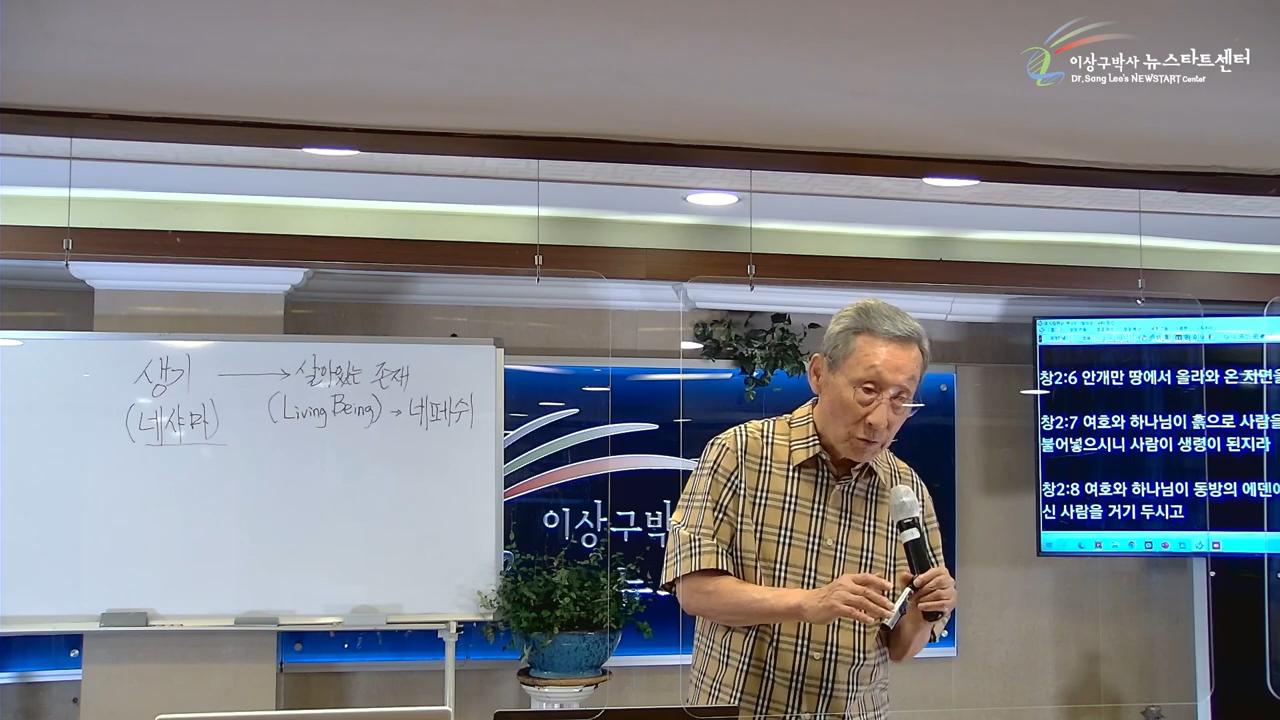 이상구박사 뉴스타트센터
Dr. Sang Lee's NEWSTART Center
생기 → 살아있는 존재
(네샤마) (Living Being) → 네페쉬
이상구박
창2:6 안개만 땅에서 올라와 온 지면을
창2:7 여호와 하나님이 흙으로 사람을
불어넣으시니 사람이 생령이 된지라
창2:8 여호와 하나님이 동방의 에덴에
신 사람을 거기 두시고